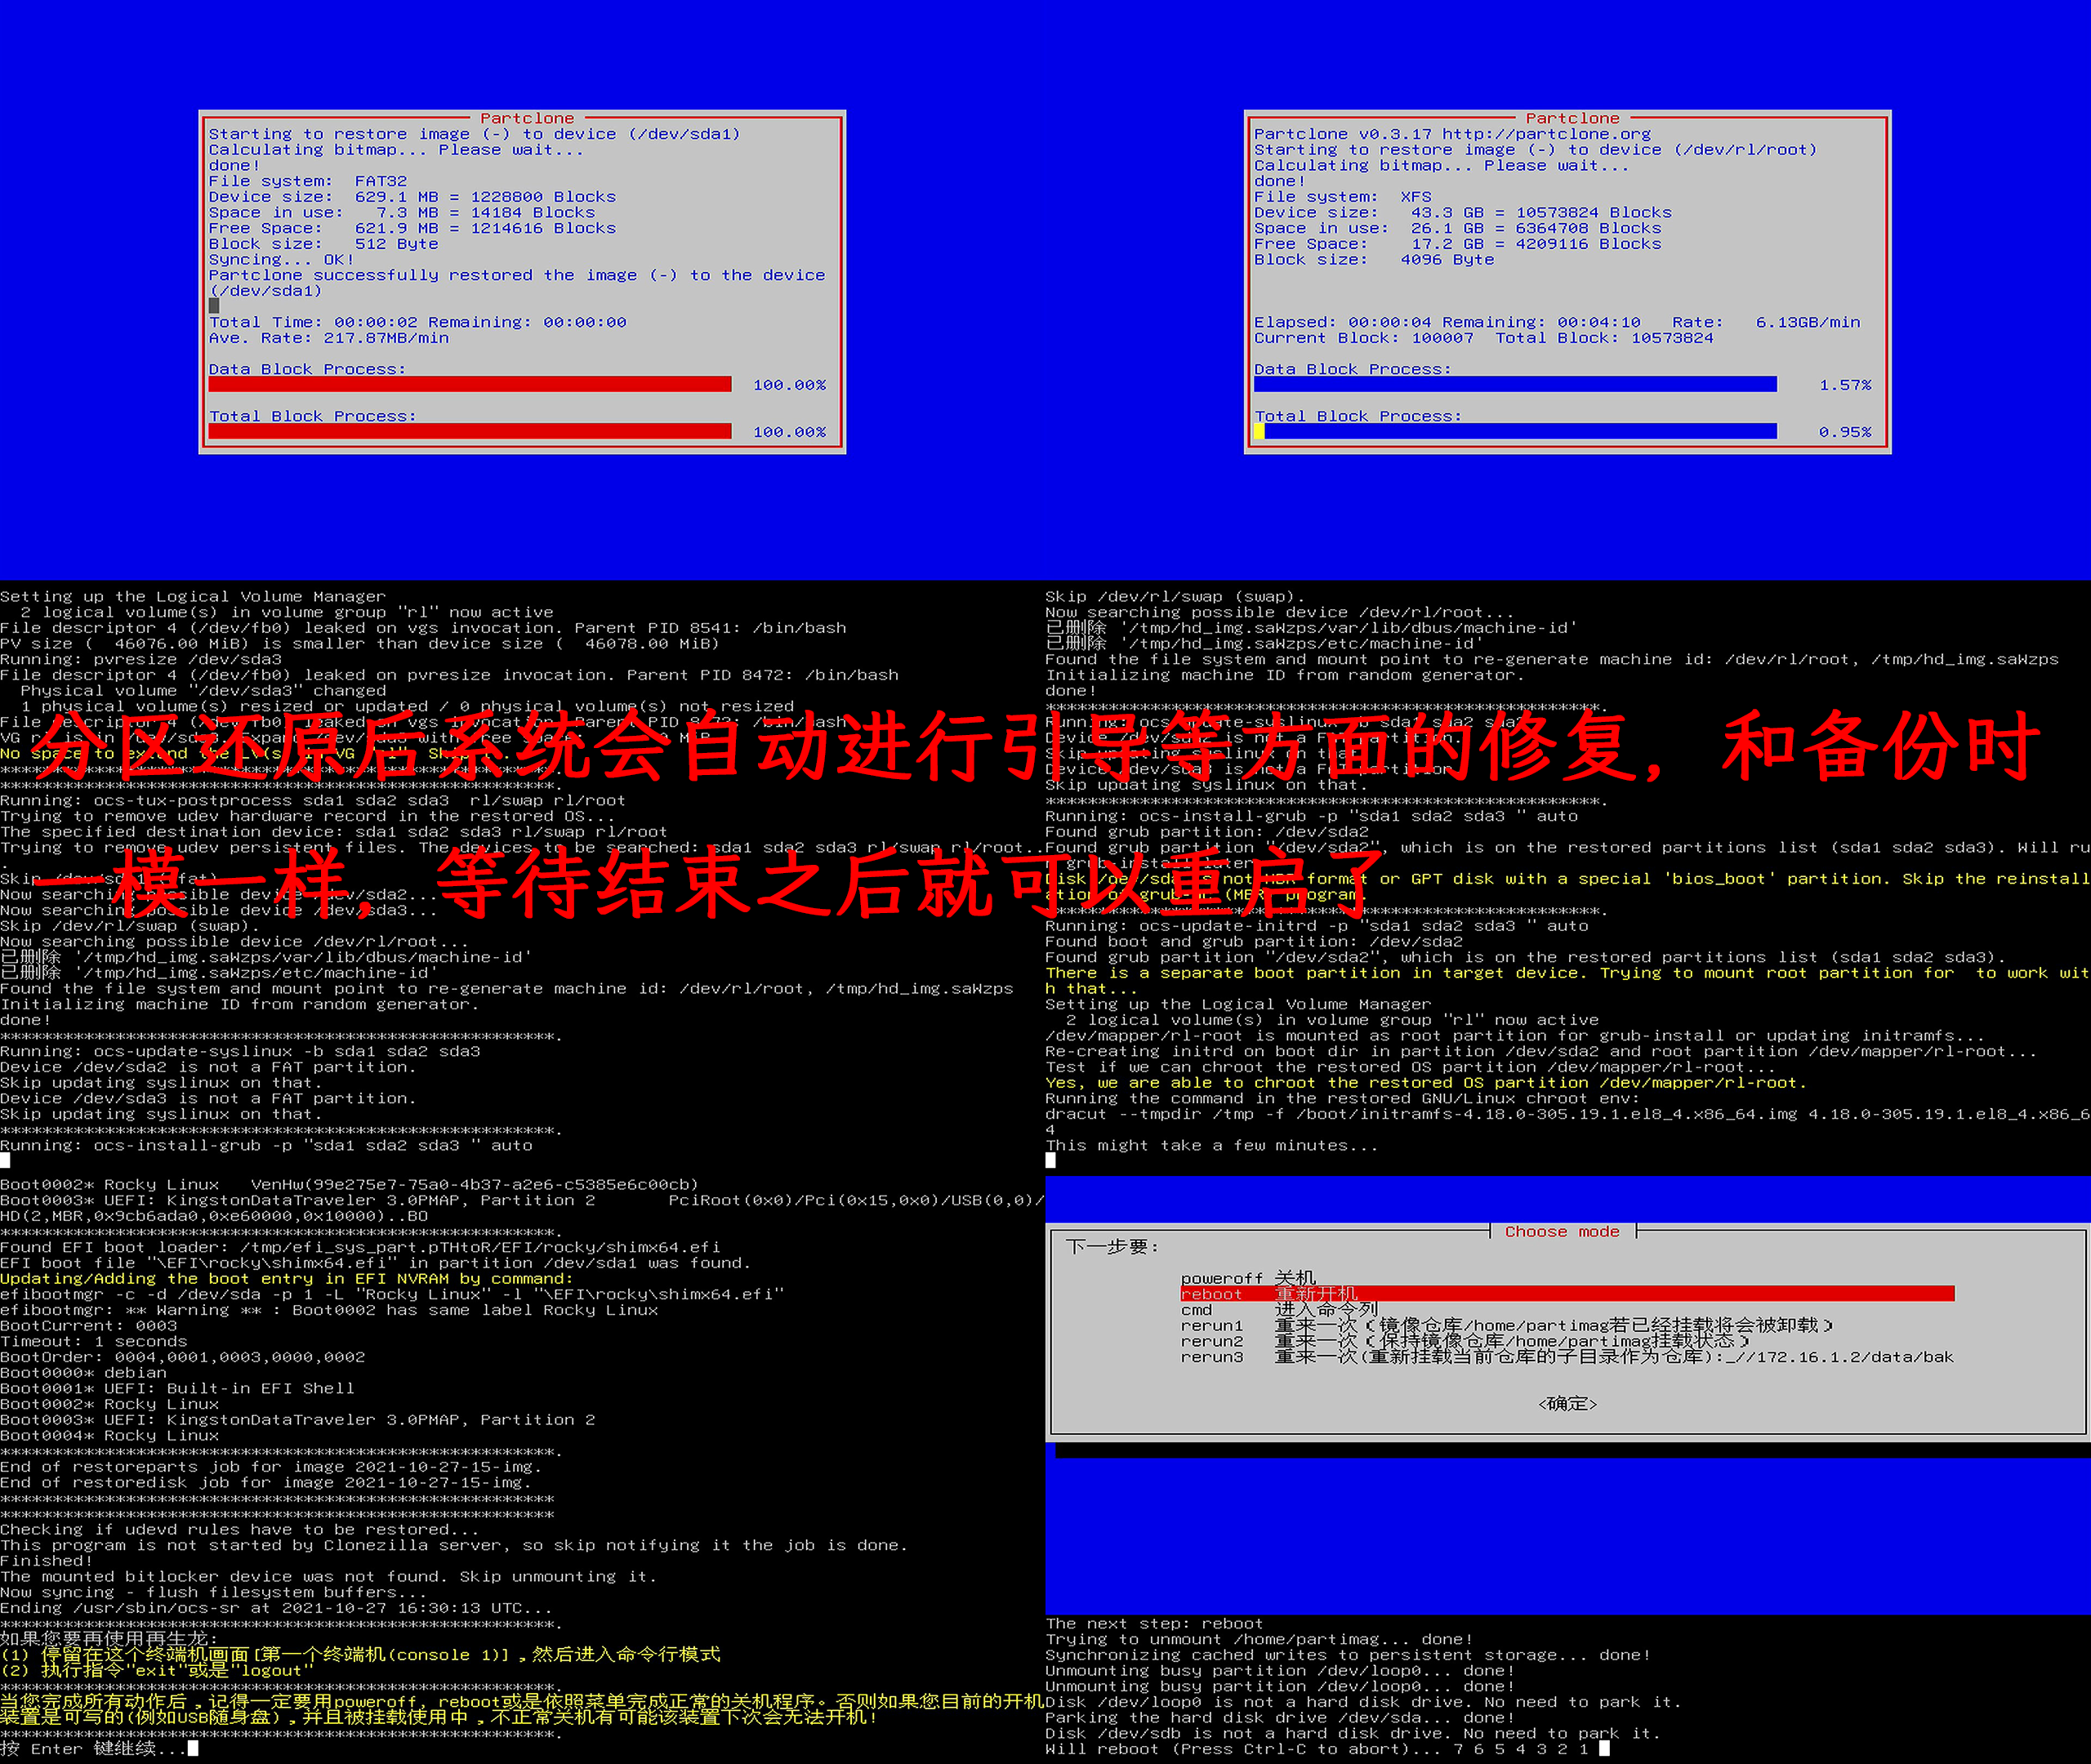 Partclone
Starting to restore image (-) to device (/dev/sda1)
Calculating bitmap... Please wait...
done!
File system:  FAT32
Device size:  629.1 MB = 1228800 Blocks
Space in use:   7.3 MB = 14184 Blocks
Free Space:   621.9 MB = 1214616 Blocks
Block size:   512 Byte
Syncing... OK!
Partclone successfully restored the image (-) to the device
(/dev/sda1)
Total Time: 00:00:02 Remaining: 00:00:00
Ave. Rate: 217.87MB/min
Data Block Process:
100.00%
Total Block Process:
100.00%
Partclone
Partclone v0.3.17 http://partclone.org
Starting to restore image (-) to device (/dev/rl/root)
Calculating bitmap... Please wait...
done!
File system:  XFS
Device size:   43.3 GB = 10573824 Blocks
Space in use:  26.1 GB = 6364708 Blocks
Free Space:    17.2 GB = 4209116 Blocks
Block size:   4096 Byte
Elapsed: 00:00:04 Remaining: 00:04:10   Rate:   6.13GB/min
Current Block: 100007  Total Block: 10573824
Data Block Process:
1.57%
Total Block Process:
0.95%
分区还原后系统会自动进行引导等方面的修复，和备份时
一模一样，等待结束之后就可以重启了
Setting up the Logical Volume Manager
2 logical volume(s) in volume group "rl" now active
File descriptor 4 (/dev/fb0) leaked on vgs invocation. Parent PID 8541: /bin/bash
PV size (  46076.00 MiB) is smaller than device size (  46078.00 MiB)
Running: pvresize /dev/sda3
File descriptor 4 (/dev/fb0) leaked on pvresize invocation. Parent PID 8472: /bin/bash
Physical volume "/dev/sda3" changed
1 physical volume(s) resized or updated / 0 physical volume(s) not resized
File descriptor 4 (/dev/fb0) leaked on vgs invocation. Parent PID 8472: /bin/bash
No space to extend the LV(s) in VG "rl". Skip
******************************************************.
******************************************************.
Running: ocs-tux-postprocess sda1 sda2 sda3  rl/swap rl/root
Trying to remove udev hardware record in the restored OS...
The specified destination device: sda1 sda2 sda3 rl/swap rl/root
Trying to remove udev persistent files. The devices to be searched: sda1 sda2 sda3 rl/swap rl/root..
.
Skip /dev/sda1 (vfat).
Now searching possible device /dev/sda2...
Now searching possible device /dev/sda3...
Skip /dev/rl/swap (swap).
Now searching possible device /dev/rl/root...
已删除 '/tmp/hd_img.saWzps/var/lib/dbus/machine-id'
已删除 '/tmp/hd_img.saWzps/etc/machine-id'
Found the file system and mount point to re-generate machine id: /dev/rl/root, /tmp/hd_img.saWzps
Initializing machine ID from random generator.
done!
******************************************************.
Running: ocs-update-syslinux -b sda1 sda2 sda3
Device /dev/sda2 is not a FAT partition.
Skip updating syslinux on that.
Device /dev/sda3 is not a FAT partition.
Skip updating syslinux on that.
******************************************************.
Running: ocs-install-grub -p "sda1 sda2 sda3 " auto
Skip /dev/rl/swap (swap).
Now searching possible device /dev/rl/root...
已删除 '/tmp/hd_img.saWzps/var/lib/dbus/machine-id'
已删除 '/tmp/hd_img.saWzps/etc/machine-id'
Found the file system and mount point to re-generate machine id: /dev/rl/root, /tmp/hd_img.saWzps
Initializing machine ID from random generator.
done!
******************************************************.
Running: ocs-update-syslinux -b sda1 sda2 sda3
Device /dev/sda2 is not a FAT partition.
Skip updating syslinux on that.
Device /dev/sda3 is not a FAT partition.
Skip updating syslinux on that.
******************************************************.
Running: ocs-install-grub -p "sda1 sda2 sda3 " auto
Found grub partition: /dev/sda2
Found grub partition "/dev/sda2", which is on the restored partitions list (sda1 sda2 sda3). Will ru
n grub-install later.
Disk /dev/sda is not MBR format or GPT disk with a special 'bios_boot' partition. Skip the reinstall
ation of grub-in (MBR) program.
******************************************************.
Running: ocs-update-initrd -p "sda1 sda2 sda3 " auto
Found boot and grub partition: /dev/sda2
Found grub partition "/dev/sda2", which is on the restored partitions list (sda1 sda2 sda3).
There is a separate boot partition in target device. Trying to mount root partition for  to work wit
h that...
Setting up the Logical Volume Manager
2 logical volume(s) in volume group "rl" now active
/dev/mapper/rl-root is mounted as root partition for grub-install or updating initramfs...
Re-creating initrd on boot dir in partition /dev/sda2 and root partition /dev/mapper/rl-root...
Test if we can chroot the restored OS partition /dev/mapper/rl-root...
Yes, we are able to chroot the restored OS partition /dev/mapper/rl-root.
Running the command in the restored GNU/Linux chroot env:
dracut --tmpdir /tmp -f /boot/initramfs-4.18.0-305.19.1.el8_4.x86_64.img 4.18.0-305.19.1.el8_4.x86_6
4
This might take a few minutes...
Boot0002* Rocky Linux   VenHw(99e275e7-75a0-4b37-a2e6-c5385e6c00cb)
Boot0003* UEFI: KingstonDataTraveler 3.0PMAP, Partition 2       PciRoot(0x0)/Pci(0x15,0x0)/USB(0,0)/
HD(2,MBR,0x9cb6ada0,0xe60000,0x10000)..BO
******************************************************.
Found EFI boot loader: /tmp/efi_sys_part.pTHtoR/EFI/rocky/shimx64.efi
EFI boot file "\EFI\rocky\shimx64.efi" in partition /dev/sda1 was found.
Updating/Adding the boot entry in EFI NVRAM by command:
efibootmgr -c -d /dev/sda -p 1 -L "Rocky Linux" -l "\EFI\rocky\shimx64.efi"
efibootmgr: ** Warning ** : Boot0002 has same label Rocky Linux
BootCurrent: 0003
Timeout: 1 seconds
BootOrder: 0004,0001,0003,0000,0002
Boot0000* debian
Boot0001* UEFI: Built-in EFI Shell
Boot0002* Rocky Linux
Boot0003* UEFI: KingstonDataTraveler 3.0PMAP, Partition 2
Boot0004* Rocky Linux
******************************************************.
End of restoreparts job for image 2021-10-27-15-img.
End of restoredisk job for image 2021-10-27-15-img.
******************************************************
******************************************************
Checking if udevd rules have to be restored...
This program is not started by Clonezilla server, so skip notifying it the job is done.
Finished!
The mounted bitlocker device was not found. Skip unmounting it.
Now syncing - flush filesystem buffers...
Ending /usr/sbin/ocs-sr at 2021-10-27 16:30:13 UTC...
******************************************************.
如果您要再使用再生龙:
(1) 停留在这个终端机画面[第一个终端机(console 1)]，然后进入命令行模式
(2) 执行指令"exit"或是"logout"
******************************************************.
当您完成所有动作后，记得一定要用poweroff, reboot或是依照菜单完成正常的关机程序。否则如果您目前的开机
装置是可写的(例如USB随身盘)，并且被挂载使用中，不正常关机有可能该装置下次会无法开机!
******************************************************.
按 Enter 键继续...
Choose mode
下一步要:
poweroff 关机
reboot   重新开机
cmd      进入命令列
rerun1   重来一次（镜像仓库/home/partimag若已经挂载将会被卸载）
rerun2   重来一次（保持镜像仓库/home/partimag挂载状态）
rerun3   重来一次(重新挂载当前仓库的子目录作为仓库):_//172.16.1.2/data/bak
<确定>
The next step: reboot
Trying to unmount /home/partimag... done!
Synchronizing cached writes to persistent storage... done!
Unmounting busy partition /dev/loop0... done!
Unmounting busy partition /dev/loop0... done!
Disk /dev/loop0 is not a hard disk drive. No need to park it.
Parking the hard disk drive /dev/sda... done!
Disk /dev/sdb is not a hard disk drive. No need to park it.
Will reboot (Press Ctrl-C to abort)... 7 6 5 4 3 2 1